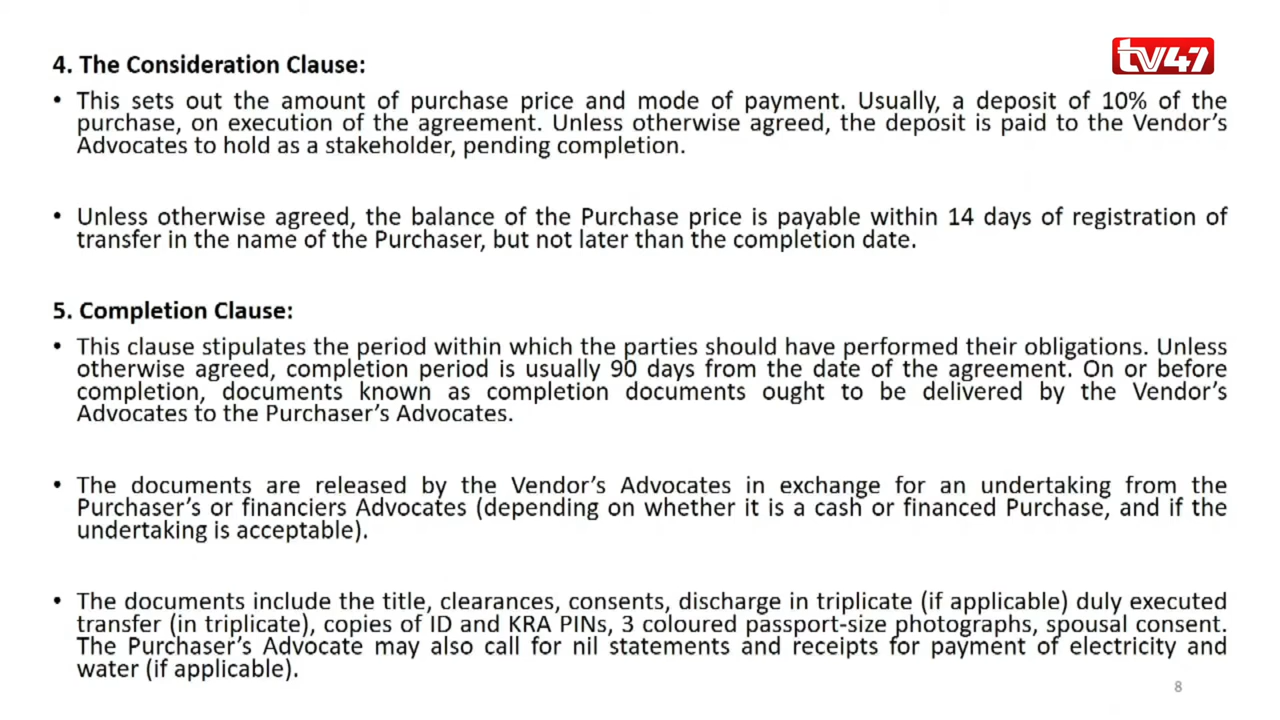 tv47
4. The Consideration Clause:
• This sets out the amount of purchase price and mode of payment. Usually, a deposit of 10% of the
purchase, on execution of the agreement. Unless otherwise agreed, the deposit is paid to the Vendor's
Advocates to hold as a stakeholder, pending completion.
• Unless otherwise agreed, the balance of the Purchase price is payable within 14 days of registration of
transfer in the name of the Purchaser, but not later than the completion date.
5. Completion Clause:
• This clause stipulates the period within which the parties should have performed their obligations. Unless
otherwise agreed, completion period is usually 90 days from the date of the agreement. On or before
completion, documents known as completion documents ought to be delivered by the Vendor's
Advocates to the Purchaser's Advocates.
• The documents are released by the Vendor's Advocates in exchange for an undertaking from the
Purchaser's or financiers Advocates (depending on whether it is a cash or financed Purchase, and if the
undertaking is acceptable).
• The documents include the title, clearances, consents, discharge in triplicate (if applicable) duly executed
transfer (in triplicate), copies of ID and KRA PINs, 3 coloured passport-size photographs, spousal consent.
The Purchaser's Advocate may also call for nil statements and receipts for payment of electricity and
water (if applicable).
8